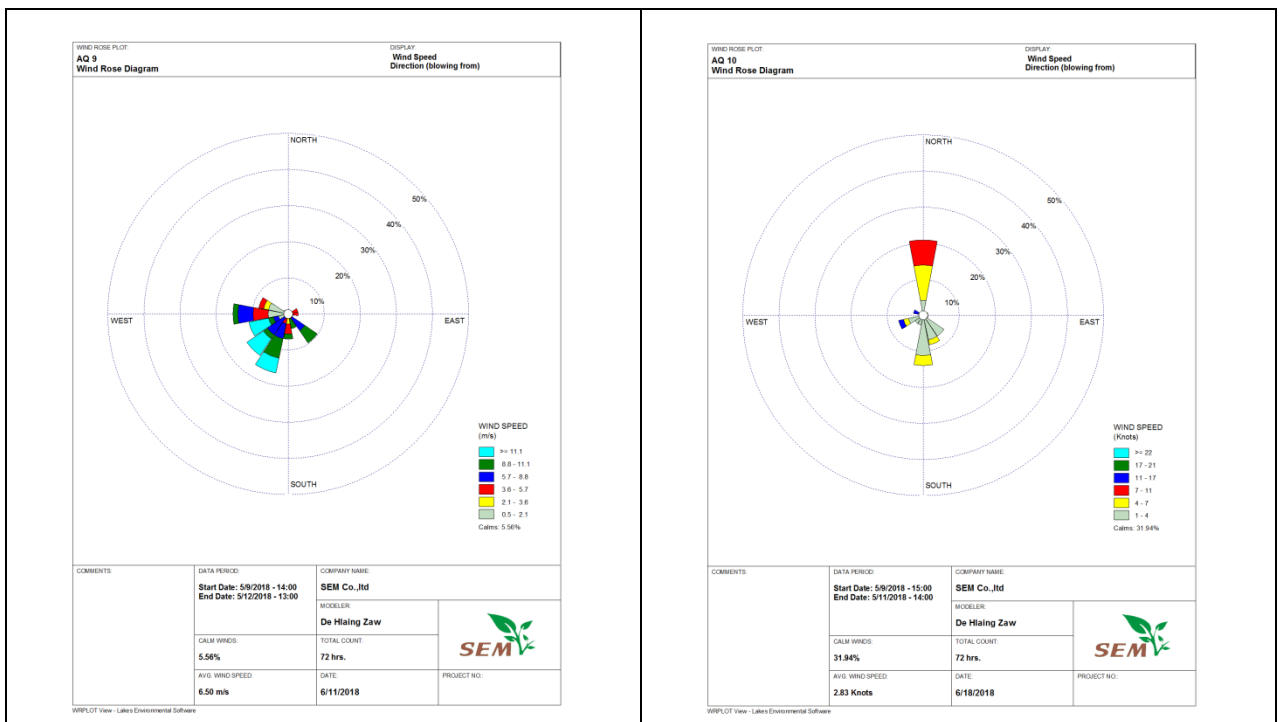 WIND ROSE PLOT:
AQ 9
Wind Rose Diagram
DISPLAY:
Wind Speed
Direction (blowing from)
NORTH
50%
40%
30%
20%
10%
WEST
EAST
SOUTH
WIND SPEED
(m/s)
>= 11.1
8.8 - 11.1
5.7 - 8.8
3.6 - 5.7
2.1 - 3.6
0.5 - 2.1
Calms: 5.56%
COMMENTS:
DATA PERIOD:
Start Date: 5/9/2018 - 14:00
End Date: 5/12/2018 - 13:00
COMPANY NAME:
SEM Co.,ltd
MODELER:
De Hlaing Zaw
CALM WINDS:
5.56%
TOTAL COUNT:
72 hrs.
SEM
AVG. WIND SPEED:
6.50 m/s
DATE:
6/11/2018
PROJECT NO.:
WRPLOT View - Lakes Environmental Software
WIND ROSE PLOT:
AQ 10
Wind Rose Diagram
DISPLAY:
Wind Speed
Direction (blowing from)
NORTH
50%
40%
30%
20%
10%
WEST
EAST
SOUTH
WIND SPEED
(Knots)
>= 22
17 - 21
11 - 17
7 - 11
4 - 7
1 - 4
Calms: 31.94%
COMMENTS:
DATA PERIOD:
Start Date: 5/9/2018 - 15:00
End Date: 5/11/2018 - 14:00
COMPANY NAME:
SEM Co.,ltd
MODELER:
De Hlaing Zaw
CALM WINDS:
31.94%
TOTAL COUNT:
72 hrs.
SEM
AVG. WIND SPEED:
2.83 Knots
DATE:
6/18/2018
PROJECT NO.:
WRPLOT View - Lakes Environmental Software